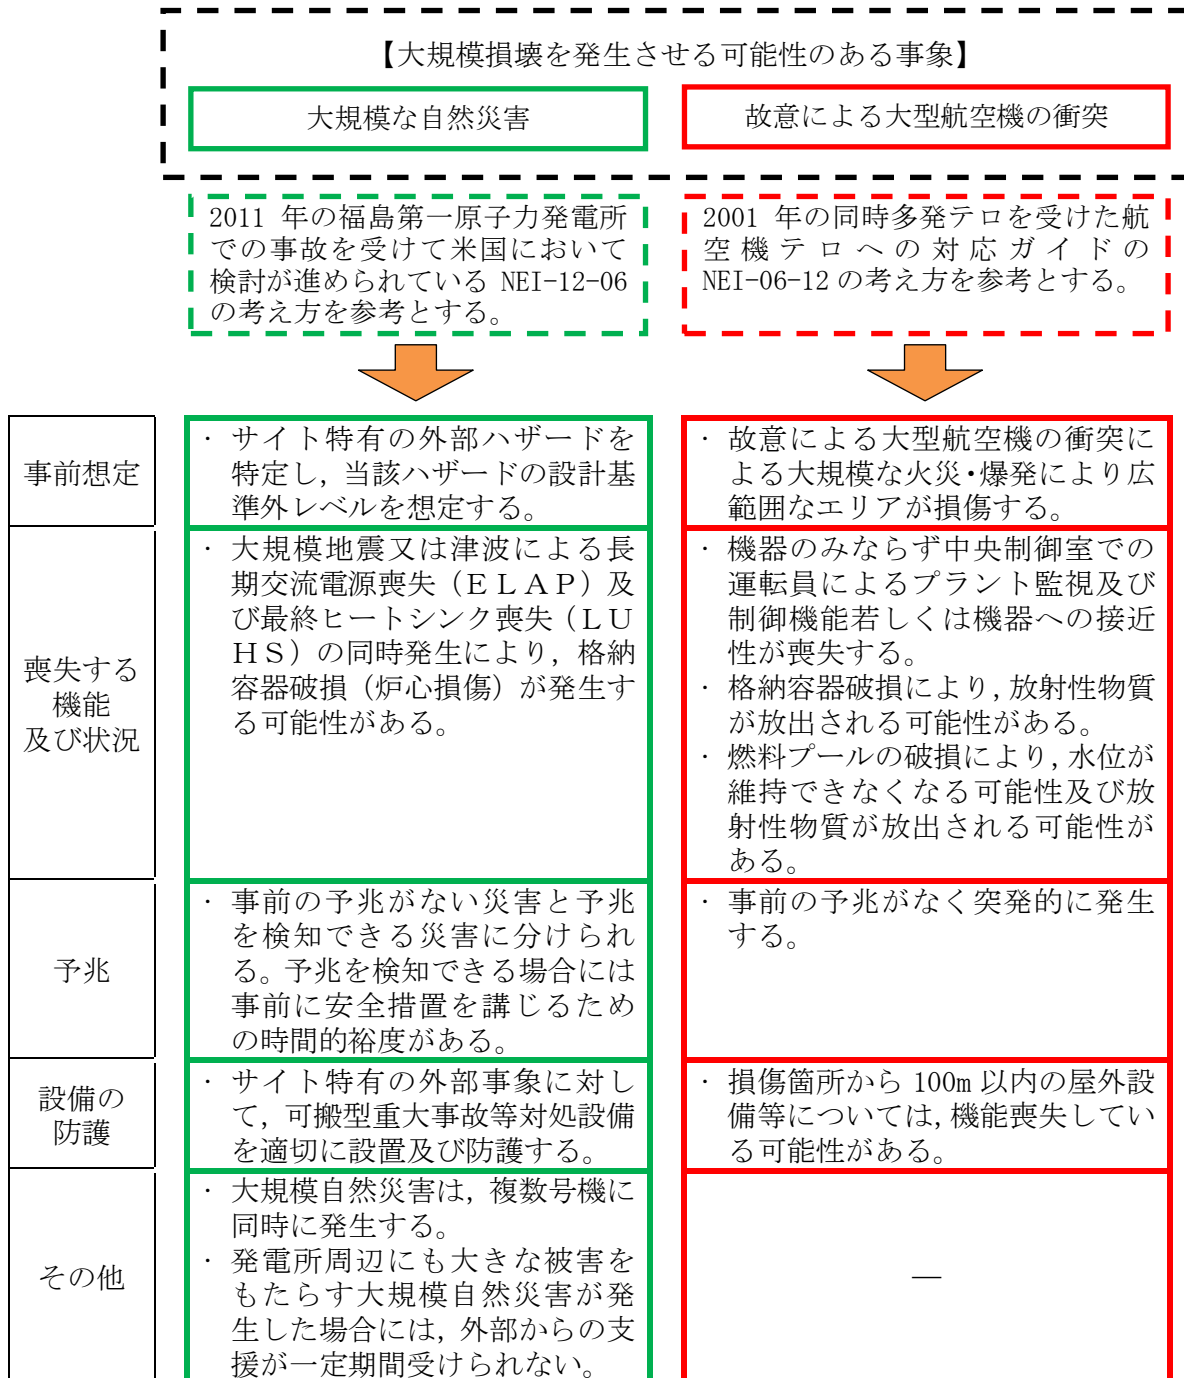 【大規模損壊を発生させる可能性のある事象】
大規模な自然災害
故意による大型航空機の衝突
2011 年の福島第一原子力発電所
での事故を受けて米国において
検討が進められている NEI-12-06
の考え方を参考とする。
2001 年の同時多発テロを受けた航
空機テロへの対応ガイドの
NEI-06-12 の考え方を参考とする。
事前想定
・ サイト特有の外部ハザードを
特定し，当該ハザードの設計基
準外レベルを想定する。
・ 故意による大型航空機の衝突に
よる大規模な火災・爆発により広
範囲なエリアが損傷する。
喪失する
機能
及び状況
・ 大規模地震又は津波による長
期交流電源喪失（ＥＬＡＰ）及
び最終ヒートシンク喪失（ＬＵ
ＨＳ）の同時発生により，格納
容器破損（炉心損傷）が発生す
る可能性がある。
・ 機器のみならず中央制御室での
運転員によるプラント監視及び
制御機能若しくは機器への接近
性が喪失する。
・ 格納容器破損により，放射性物質
が放出される可能性がある。
・ 燃料プールの破損により，水位が
維持できなくなる可能性及び放
射性物質が放出される可能性が
ある。
予兆
・ 事前の予兆がない災害と予兆
を検知できる災害に分けられ
る。予兆を検知できる場合には
事前に安全措置を講じるため
の時間的裕度がある。
・ 事前の予兆がなく突発的に発生
する。
設備の
防護
・ サイト特有の外部事象に対し
て，可搬型重大事故等対処設備
を適切に設置及び防護する。
・ 損傷箇所から 100m 以内の屋外設
備等については，機能喪失してい
る可能性がある。
その他
・ 大規模自然災害は，複数号機に
同時に発生する。
・ 発電所周辺にも大きな被害を
もたらす大規模自然災害が発
生した場合には，外部からの支
援が一定期間受けられない。
―